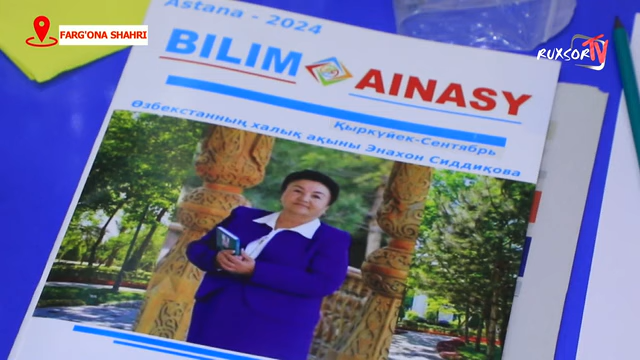 FARG'ONA SHAHRI
RUXSOR TV
Astana - 2024
BILIM AINASY
Қыркүйек-Сентябрь
Өзбекстанның халық ақыны Энахон Сиддиқова